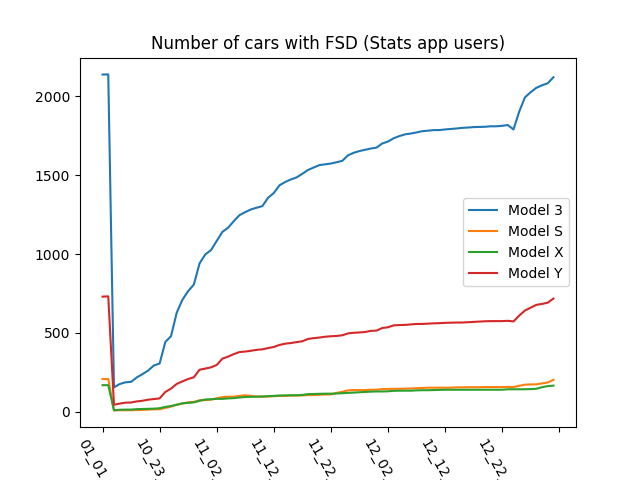 Number of cars with FSD (Stats app users)
2000
1500
1000
500
0
Model 3
Model S
Model X
Model Y
01_01
10_23
11_02
11_12
11_22
12_02
12_12
12_22